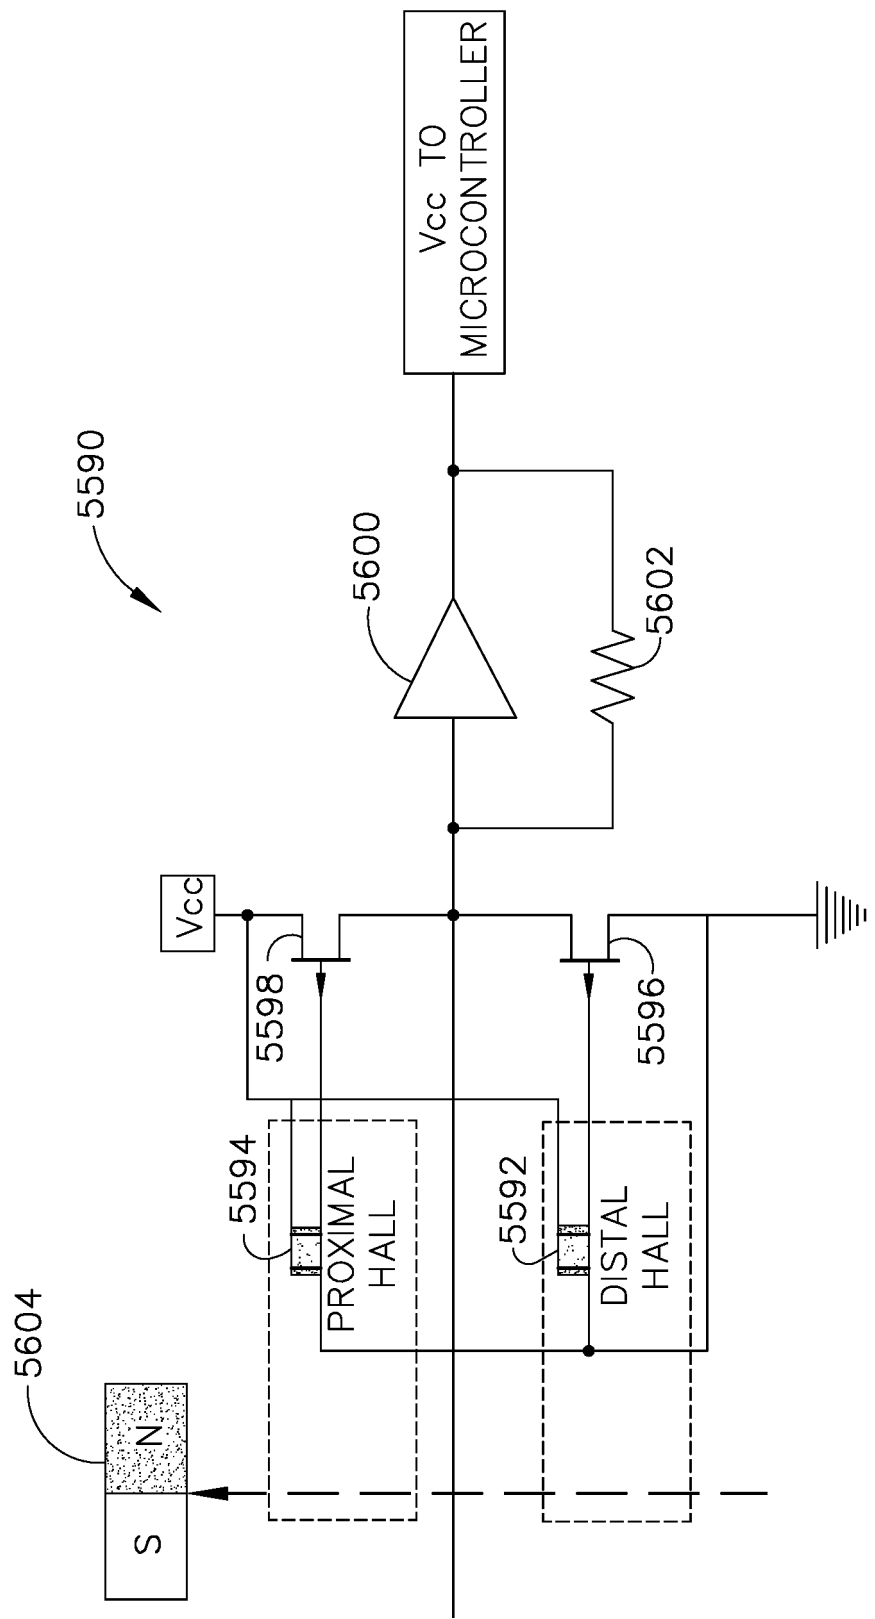 5590
Vcc TO
MICROCONTROLLER
5600
5602
Vcc
5598
5596
5594
PROXIMAL
HALL
5592
DISTAL
HALL
5604
S
N